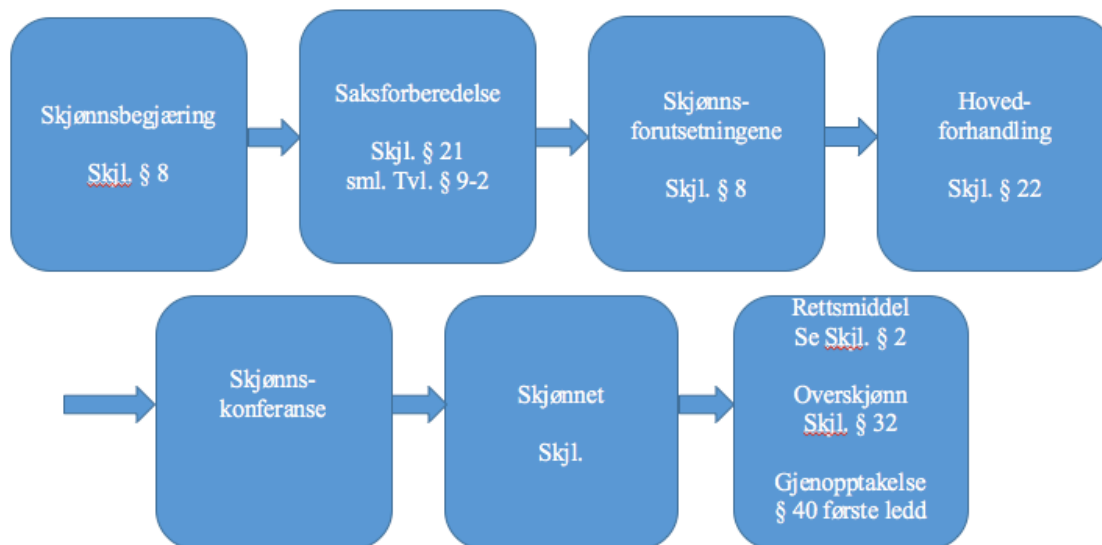 Skjønnsbegjæring
Skjl. § 8
Saksforberedelse
Skjl. § 21
sml. Tvl. § 9-2
Skjønns-
forutsetningene
Skjl. § 8
Hoved-
forhandling
Skjl. § 22
Skjønns-
konferanse
Skjønnet
Skjl.
Rettsmiddel
Se Skjl. § 2
Overskjønn
Skjl. § 32
Gjenopptakelse
§ 40 første ledd